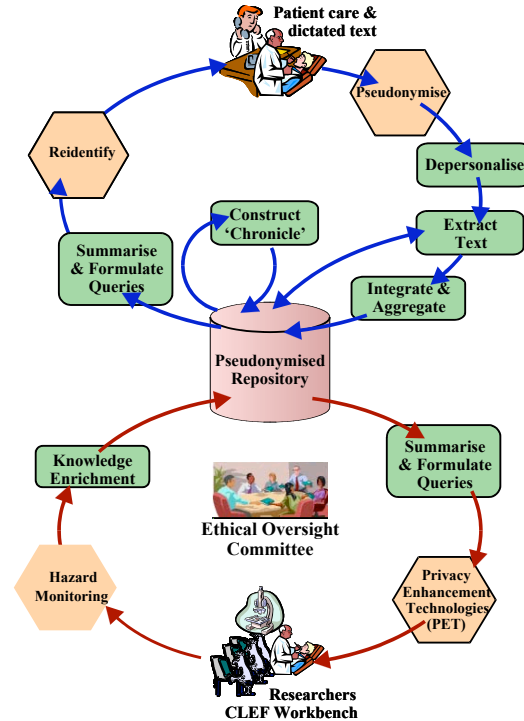 Patient care &
dictated text
Pseudonymise
Reidentify
Depersonalise
Construct
‘Chronicle’
Extract
Text
Summarise
& Formulate
Queries
Integrate &
Aggregate
Pseudonymised
Repository
Knowledge
Enrichment
Summarise
& Formulate
Queries
Ethical Oversight
Committee
Hazard
Monitoring
Privacy
Enhancement
Technologies
(PET)
Researchers
CLEF Workbench